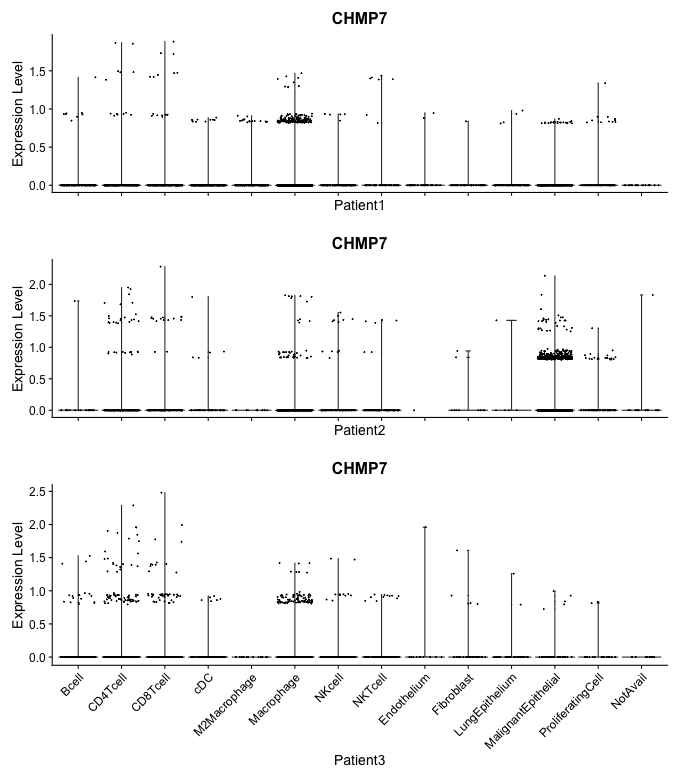 CHMP7
Expression Level
1.5
1.0
0.5
0.0
Patient1
CHMP7
Expression Level
2.0
1.5
1.0
0.5
0.0
Patient2
CHMP7
Expression Level
2.5
2.0
1.5
1.0
0.5
0.0
Bcell
CD4Tcell
CD8Tcell
cDC
M2Macrophage
Macrophage
NKcell
NKTcell
Endothelium
Fibroblast
LungEpithelium
MalignantEpithelial
ProliferatingCell
NotAvail
Patient3